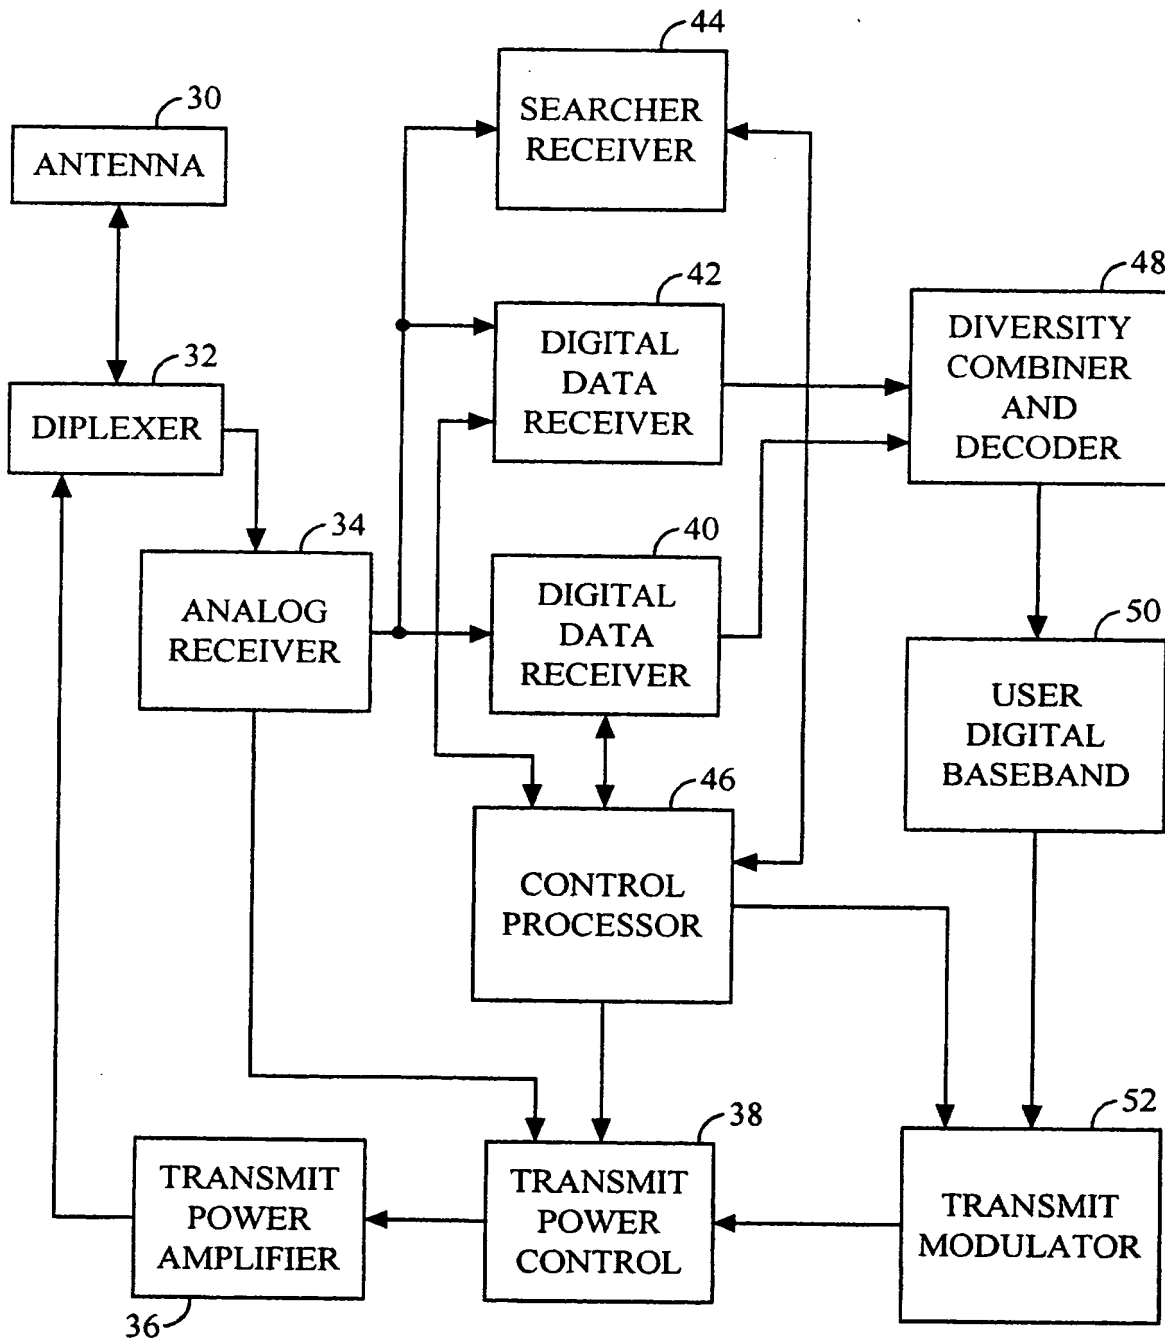 44
SEARCHER
RECEIVER
30
ANTENNA
42
DIGITAL
DATA
RECEIVER
48
DIVERSITY
COMBINER
AND
DECODER
32
DIPLEXER
34
ANALOG
RECEIVER
40
DIGITAL
DATA
RECEIVER
50
USER
DIGITAL
BASEBAND
46
CONTROL
PROCESSOR
38
TRANSMIT
POWER
CONTROL
52
TRANSMIT
MODULATOR
TRANSMIT
POWER
AMPLIFIER
36